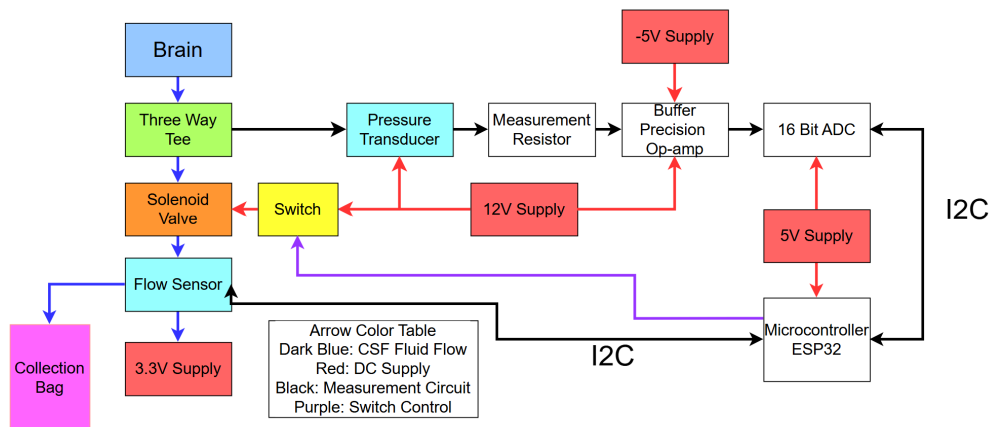 Brain
-5V Supply
Three Way
Tee
Pressure
Transducer
Measurement
Resistor
Buffer
Precision
Op-amp
16 Bit ADC
Solenoid
Valve
Switch
12V Supply
5V Supply
I2C
Flow Sensor
Collection
Bag
3.3V Supply
Arrow Color Table
Dark Blue: CSF Fluid Flow
Red: DC Supply
Black: Measurement Circuit
Purple: Switch Control
I2C
Microcontroller
ESP32